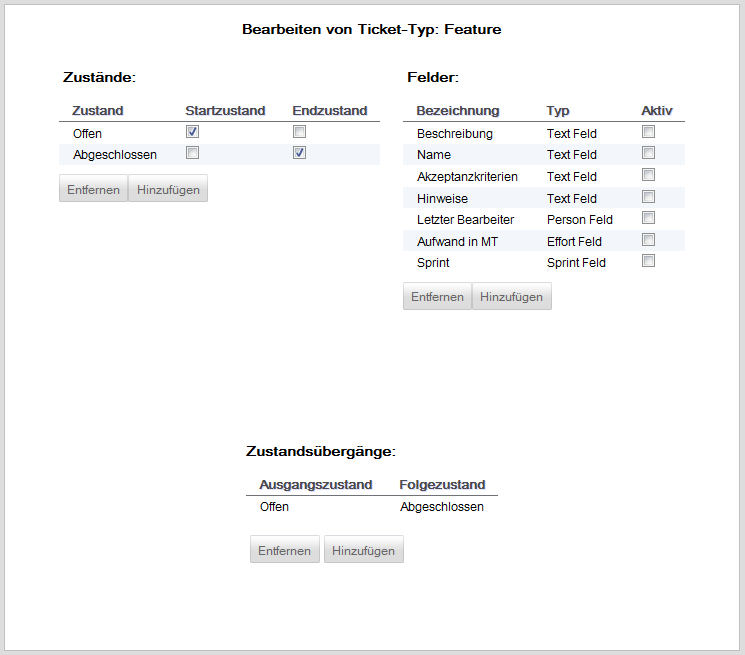 Bearbeiten von Ticket-Typ: Feature
Zustände:
Zustand Startzustand Endzustand
Offen
Abgeschlossen
Entfernen Hinzufügen
Felder:
Bezeichnung Typ Aktiv
Beschreibung Text Feld
Name Text Feld
Akzeptanzkriterien Text Feld
Hinweise Text Feld
Letzter Bearbeiter Person Feld
Aufwand in MT Effort Feld
Sprint Sprint Feld
Entfernen Hinzufügen
Zustandsübergänge:
Ausgangszustand Folgezustand
Offen Abgeschlossen
Entfernen Hinzufügen